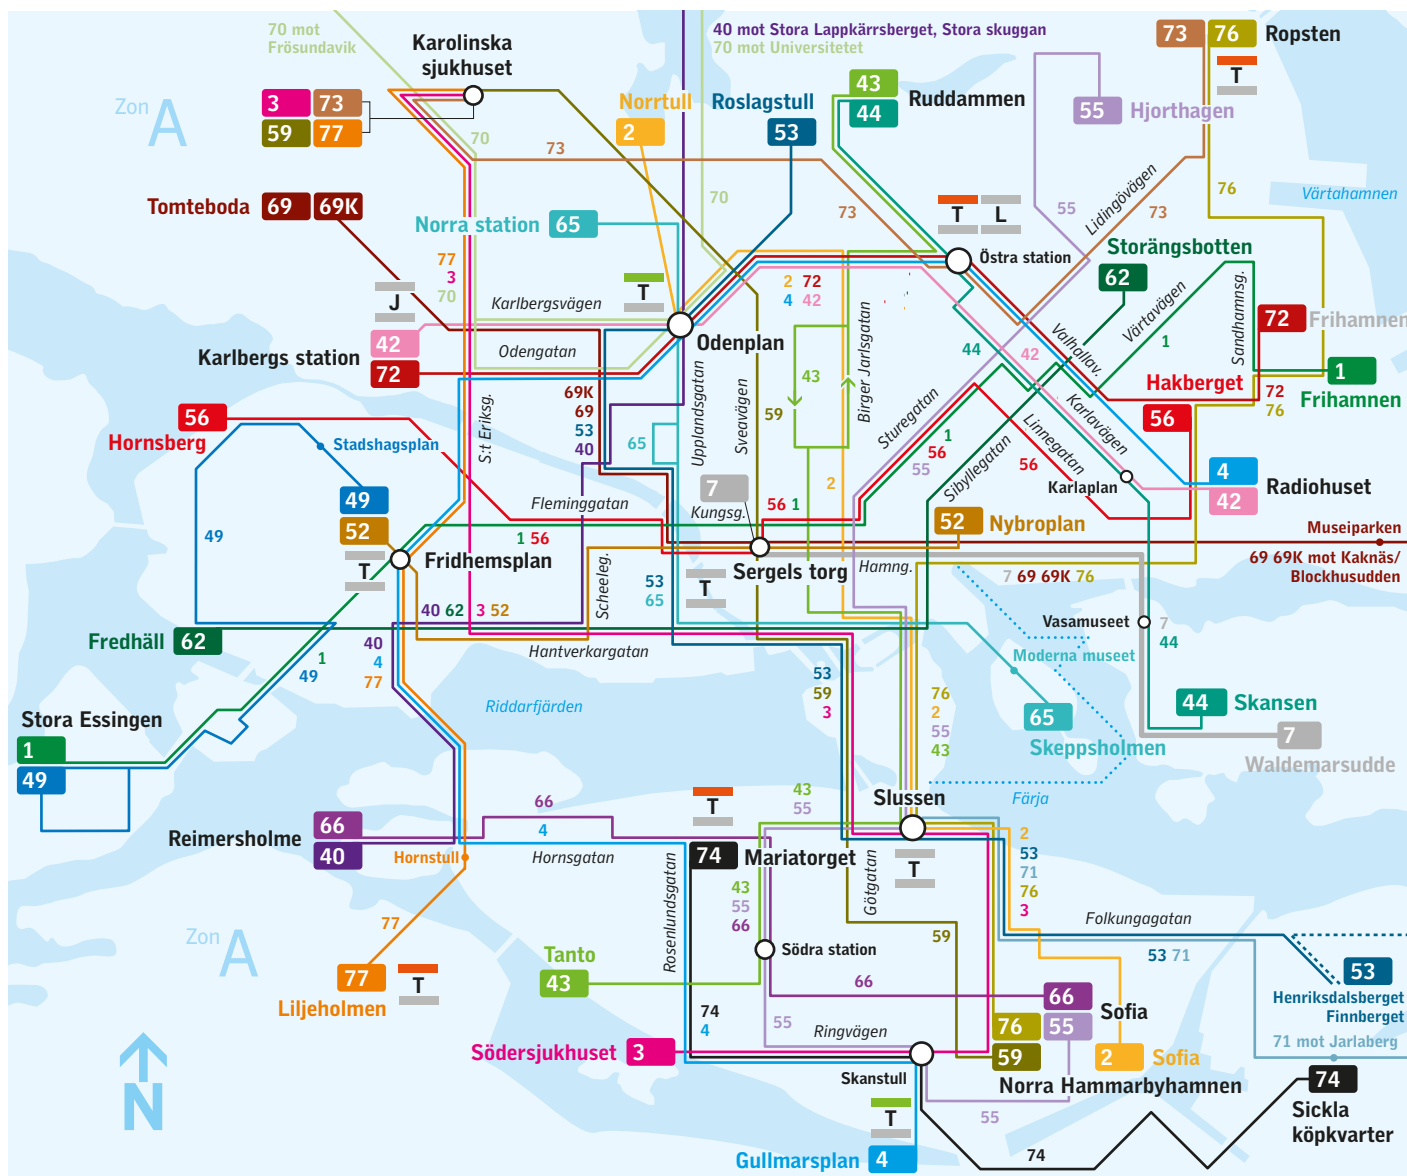 70 mot
Frösundavik
Karolinska
sjukhuset
40 mot Stora Lappkärrsberget, Stora skuggan
70 mot Universitetet
73
76
Ropsten
T
Zon
A
3
73
59
77
Norrtull
2
Roslagstull
53
43
44
Ruddammen
55
Hjorthagen
70
73
70
76
Värtahamnen
Lidingövägen
55
73
73
Tomteboda
69
69K
Norra station
65
T
L
Östra station
Storängsbotten
62
77
3
70
J
T
Karlbergsvägen
2 72
4 42
Odenplan
Birger Jarlsgatan
Värtavägen
Sandhamnsg.
72
Frihamnen
Karlbergs station
42
72
Odengatan
44
42
Valhallav.
1
1
Frihamnen
43
Hakberget
56
72
76
56
Hornsberg
Stadshagsplan
S:t Eriksg.
69K
69
53
40
Upplandsgatan
Sveavägen
59
Sturegatan
1
56
55
Linnegatan
Karlavägen
65
49
52
49
Fleminggatan
7
Kungsg.
2
56 1
Sibyllegatan
56
Karlaplan
4
42
Radiohuset
52
Nybroplan
Museiparken
1 56
T
Fridhemsplan
Scheeleg.
53
65
T
Sergels torg
Hamng.
7 69 69K 76
69 69K mot Kaknäs/
Blockhusudden
Fredhäll
62
40 62 3 52
Hantverkargatan
Vasamuseet
7
44
Moderna museet
1
49
40
4
77
53
59
3
76
2
55
43
65
Skeppsholmen
44
Skansen
7
Waldemarsudde
Riddarfjärden
Stora Essingen
1
49
Slussen
Färja
66
4
43
55
T
Reimersholme
66
40
Hornstull
Hornsgatan
74
Mariatorget
Rosenlundsgatan
Götgatan
T
2
53
71
76
3
43
55
66
Folkungagatan
77
Zon
A
Södra station
59
53 71
53
Henriksdalsberget
Finnberget
77
T
Liljeholmen
Tanto
43
66
66
Sofia
76
55
59
2
Sofia
71 mot Jarlaberg
74
4
55
Ringvägen
Södersjukhuset
3
Norra Hammarbyhamnen
74
Sickla
köpkvarter
Skanstull
N
T
55
74
Gullmarsplan
4